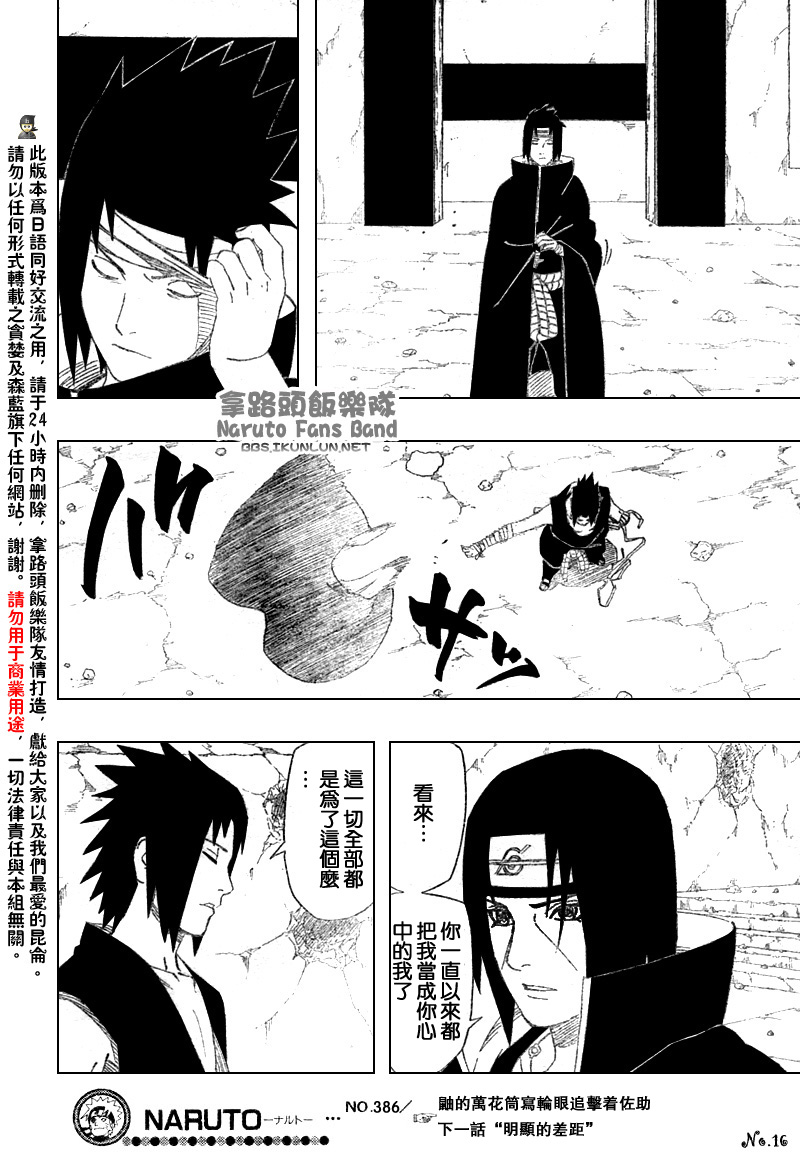 此版本爲日語同好交流之用，請于24小時内刪除，拿路頭飯樂隊友情打造，獻給大家以及我們最愛的昆侖。
請勿以任何形式轉載之貪婪及森藍旗下任何網站，謝謝。請勿用于商業用途，一切法律責任與本組無關。
拿路頭飯樂隊
Naruto Fans Band
BBS.IKUNLUN.NET
バッ
サッ
看來…
你一直以來都
把我當成你心
中的我了
這一切全部都
是爲了這個麼
…
NARUTO
ーナルトー
…
NO.386/
☞鼬的萬花筒寫輪眼追擊着佐助
下一話“明顯的差距”
No.16